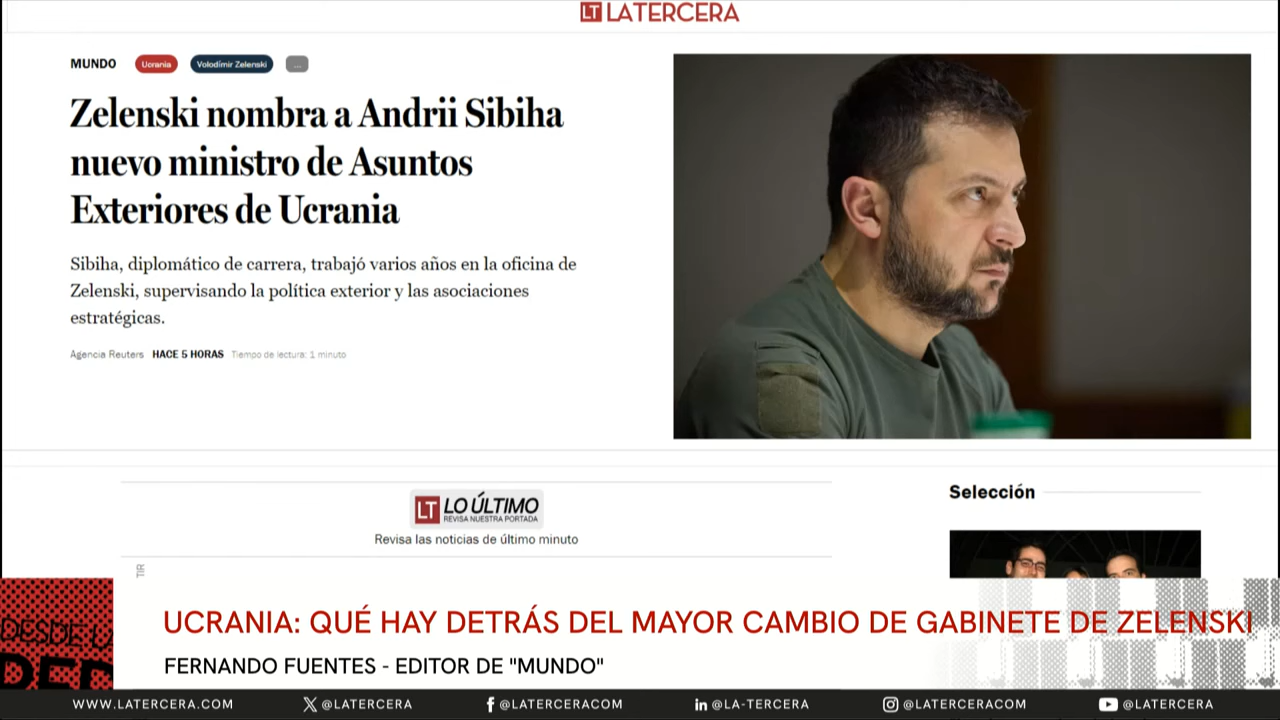 LT LATERCERA
MUNDO Ucrania Volodímir Zelenski ...
Zelenski nombra a Andrii Sibiha
nuevo ministro de Asuntos
Exteriores de Ucrania
Sibiha, diplomático de carrera, trabajó varios años en la oficina de
Zelenski, supervisando la política exterior y las asociaciones
estratégicas.
Agencia Reuters HACE 5 HORAS Tiempo de lectura: 1 minuto
LT LO ÚLTIMO
REVISA NUESTRA PORTADA
Revisa las noticias de último minuto
Selección
TIR
DESDE LA
RED
UCRANIA: QUÉ HAY DETRÁS DEL MAYOR CAMBIO DE GABINETE DE ZELENSKI
FERNANDO FUENTES - EDITOR DE "MUNDO"
WWW.LATERCERA.COM @LATERCERA @LATERCERACOM @LA-TERCERA @LATERCERACOM @LATERCERA